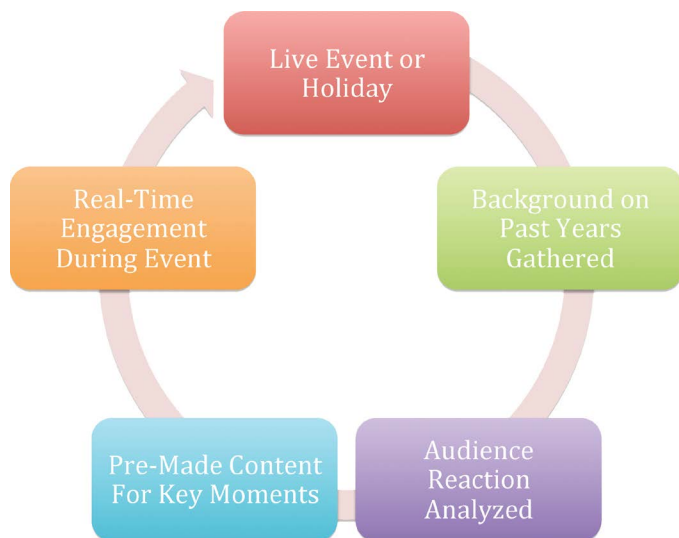 Live Event or
Holiday
Background on
Past Years
Gathered
Audience
Reaction
Analyzed
Pre-Made Content
For Key Moments
Real-Time
Engagement
During Event